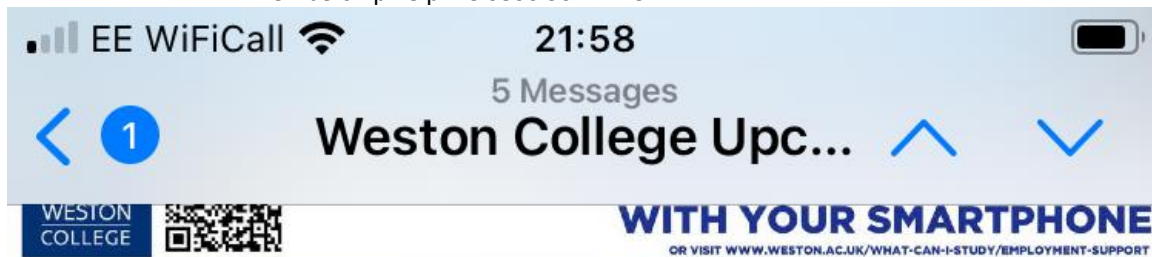 EE WiFiCall 21:58
5 Messages
1 Weston College Upc...
WESTON
COLLEGE
WITH YOUR SMARTPHONE
OR VISIT WWW.WESTON.AC.UK/WHAT-CAN-I-STUDY/EMPLOYMENT-SUPPORT